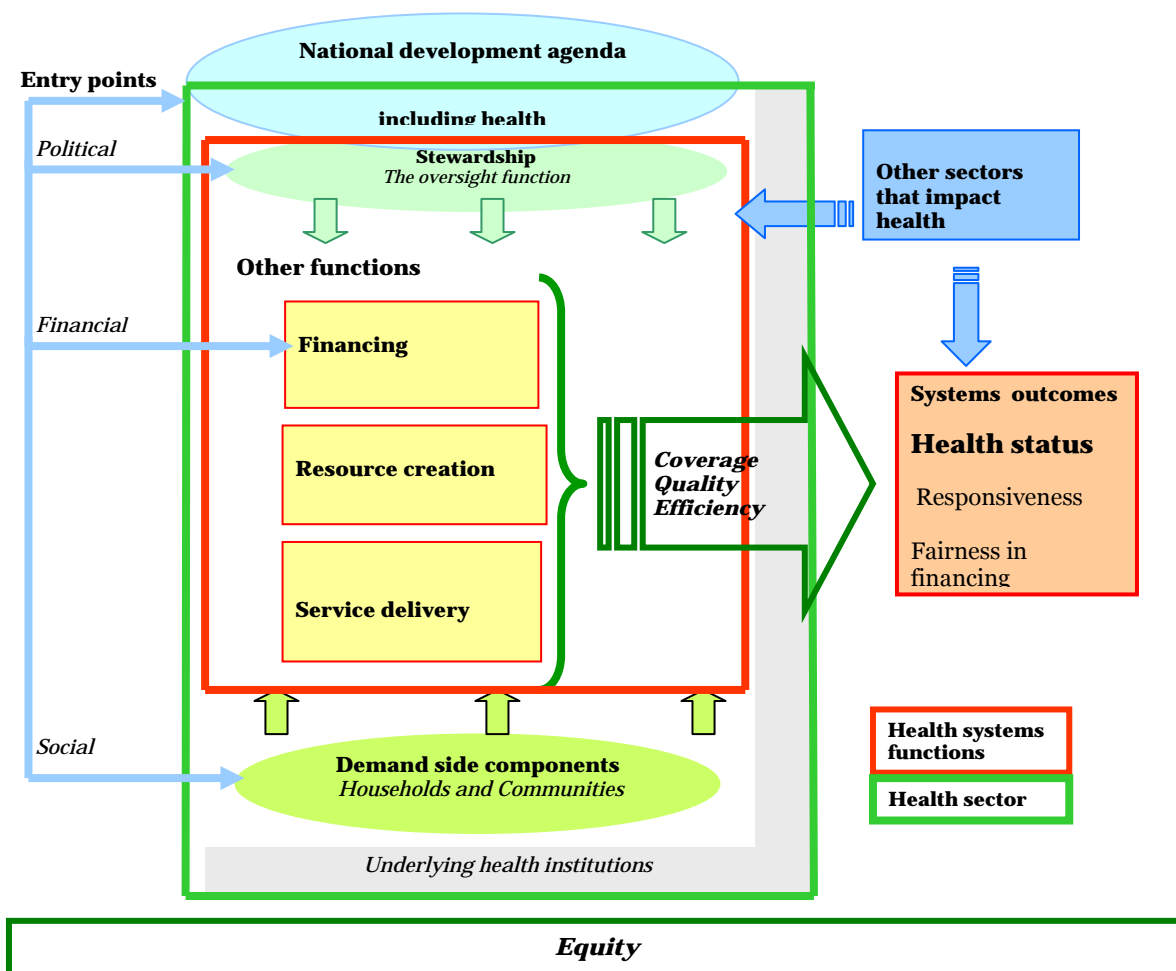 National development agenda
including health
Entry points
Political
Stewardship
The oversight function
Other sectors
that impact
health
Other functions
Financial
Financing
Resource creation
Service delivery
Coverage
Quality
Efficiency
Systems outcomes
Health status
Responsiveness
Fairness in
financing
Social
Demand side components
Households and Communities
Health systems
functions
Health sector
Underlying health institutions
Equity